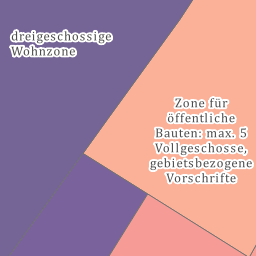 dreigeschossige
Wohnzone
Zone für
öffentliche
Bauten: max. 5
Vollgeschosse,
gebietsbezogene
Vorschrifte